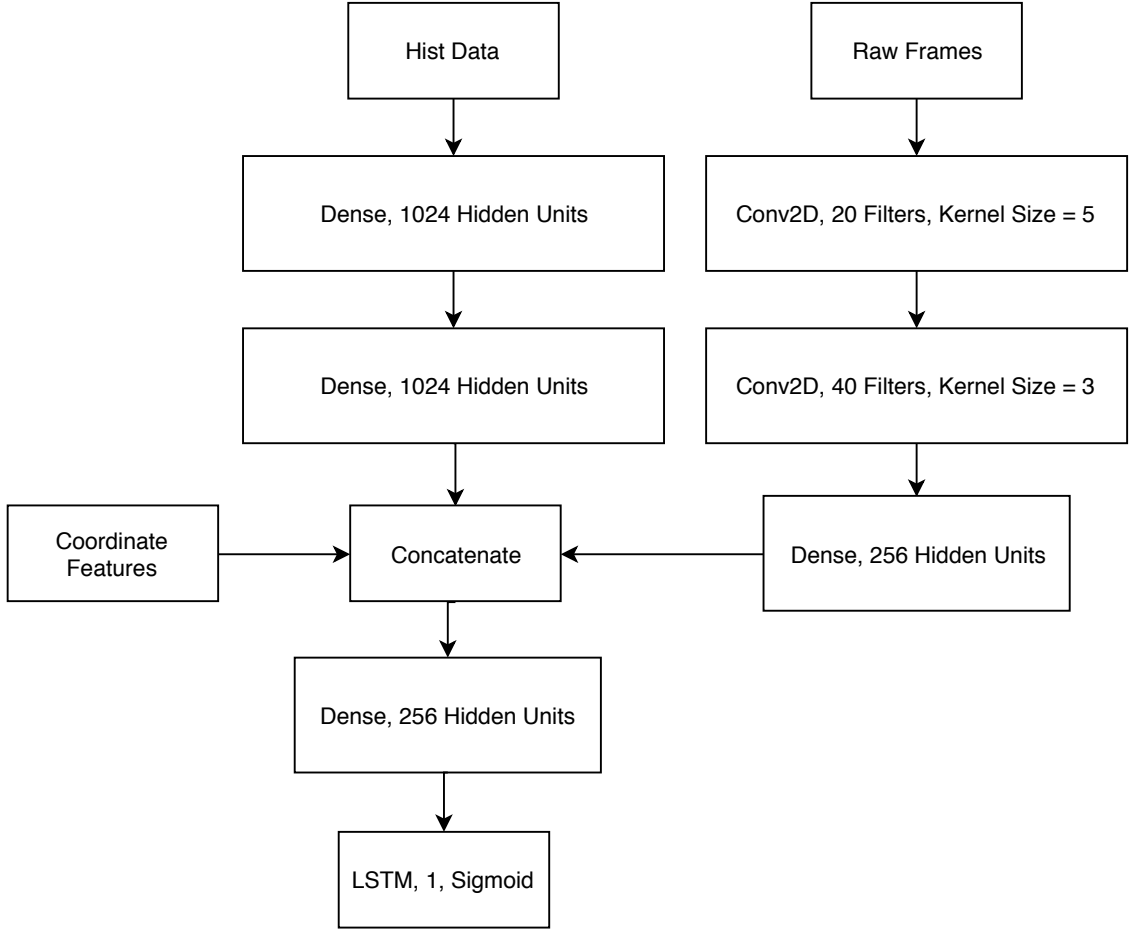 Hist Data
Raw Frames
Dense, 1024 Hidden Units
Conv2D, 20 Filters, Kernel Size = 5
Dense, 1024 Hidden Units
Conv2D, 40 Filters, Kernel Size = 3
Coordinate
Features
Concatenate
Dense, 256 Hidden Units
Dense, 256 Hidden Units
LSTM, 1, Sigmoid